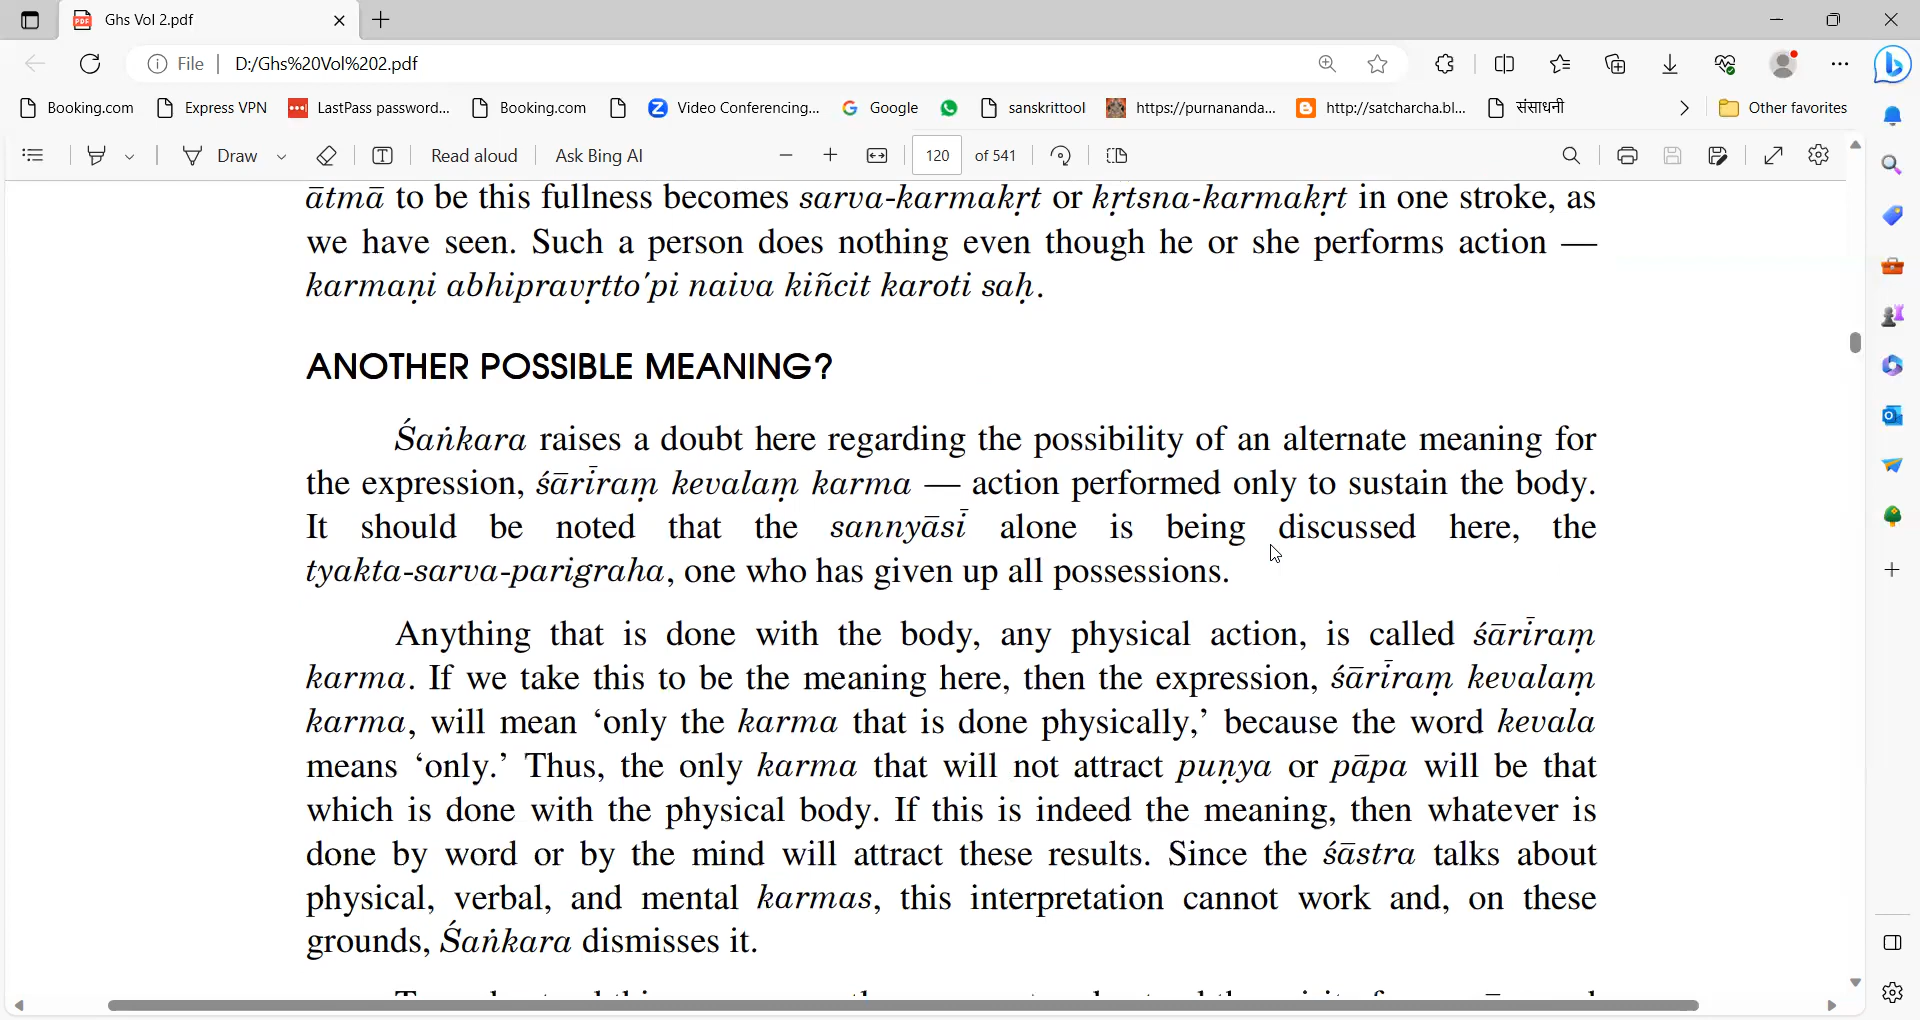 Ghs Vol 2.pdf
File | D:/Ghs%20Vol%202.pdf
Booking.com Express VPN LastPass password... Booking.com Video Conferencing... Google sanskrittool https://purnananda... http://satcharcha.bl... संसाधनी Other favorites
Draw Read aloud Ask Bing AI 120 of 541
ātmā to be this fullness becomes sarva-karmakṛt or kṛtsna-karmakṛt in one stroke, as
we have seen. Such a person does nothing even though he or she performs action —
karmaṇi abhipravṛtto'pi naiva kiñcit karoti saḥ.
ANOTHER POSSIBLE MEANING?
Śaṅkara raises a doubt here regarding the possibility of an alternate meaning for
the expression, śārīraṃ kevalaṃ karma — action performed only to sustain the body.
It should be noted that the sannyāsī alone is being discussed here, the
tyakta-sarva-parigraha, one who has given up all possessions.
Anything that is done with the body, any physical action, is called śārīraṃ
karma. If we take this to be the meaning here, then the expression, śārīraṃ kevalaṃ
karma, will mean ‘only the karma that is done physically,’ because the word kevala
means ‘only.’ Thus, the only karma that will not attract puṇya or pāpa will be that
which is done with the physical body. If this is indeed the meaning, then whatever is
done by word or by the mind will attract these results. Since the śāstra talks about
physical, verbal, and mental karmas, this interpretation cannot work and, on these
grounds, Śaṅkara dismisses it.